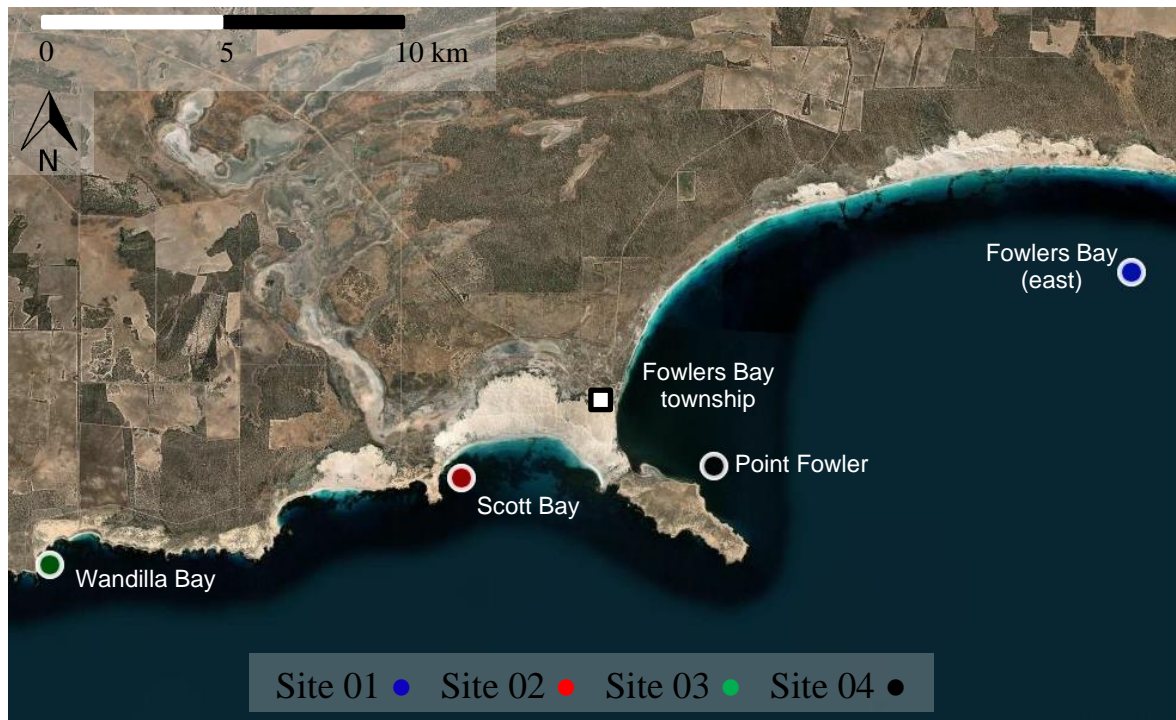 0 5 10 km
N
Fowlers Bay
(east)
Fowlers Bay
township
Point Fowler
Scott Bay
Wandilla Bay
Site 01 Site 02 Site 03 Site 04